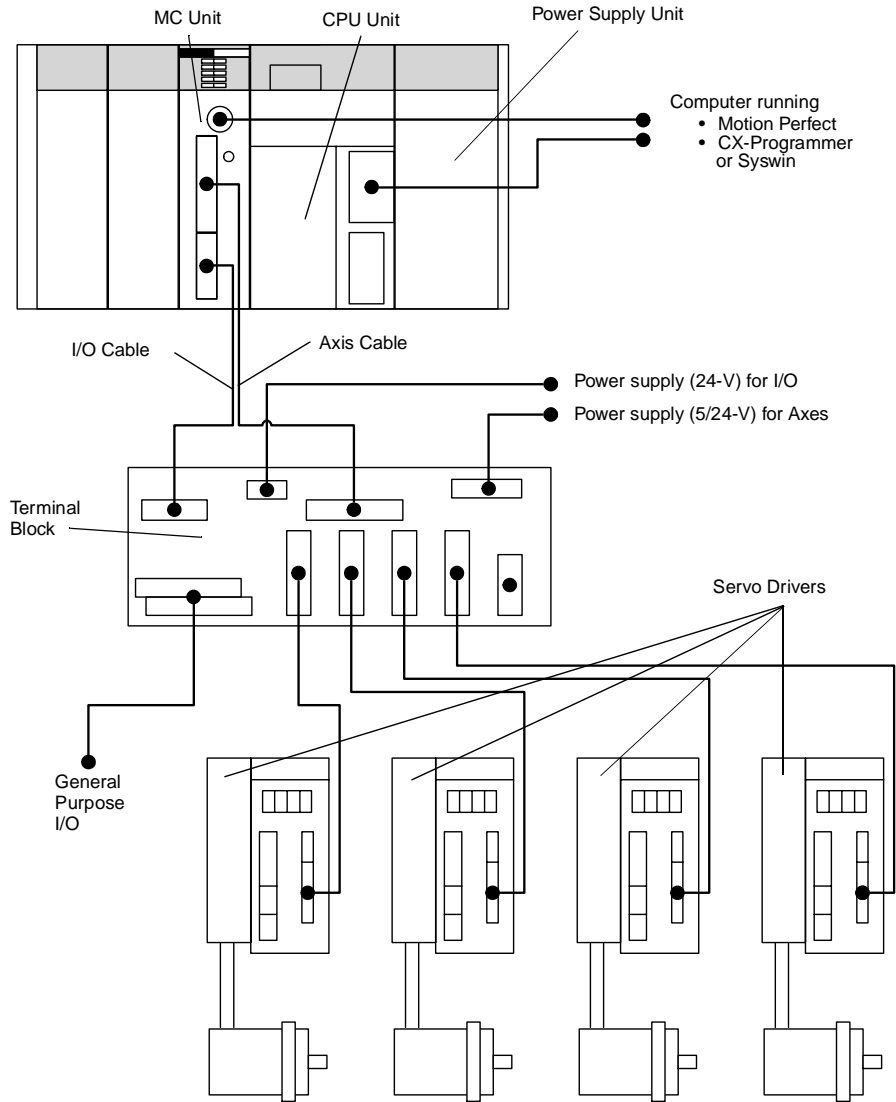 MC Unit
CPU Unit
Power Supply Unit
Computer running
• Motion Perfect
• CX-Programmer
or Syswin
I/O Cable
Axis Cable
Power supply (24-V) for I/O
Power supply (5/24-V) for Axes
Terminal
Block
Servo Drivers
General
Purpose
I/O